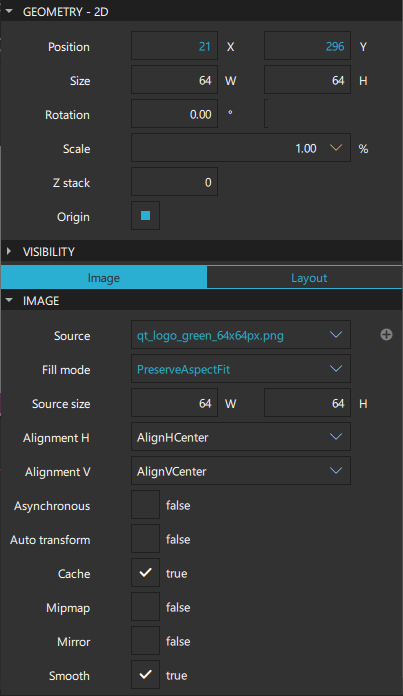 GEOMETRY - 2D
Position 21 X 296 Y
Size 64 W 64 H
Rotation 0.00 °
Scale 1.00 %
Z stack 0
Origin
VISIBILITY
Image Layout
IMAGE
Source qt_logo_green_64x64px.png
Fill mode PreserveAspectFit
Source size 64 W 64 H
Alignment H AlignHCenter
Alignment V AlignVCenter
Asynchronous false
Auto transform false
Cache true
Mipmap false
Mirror false
Smooth true